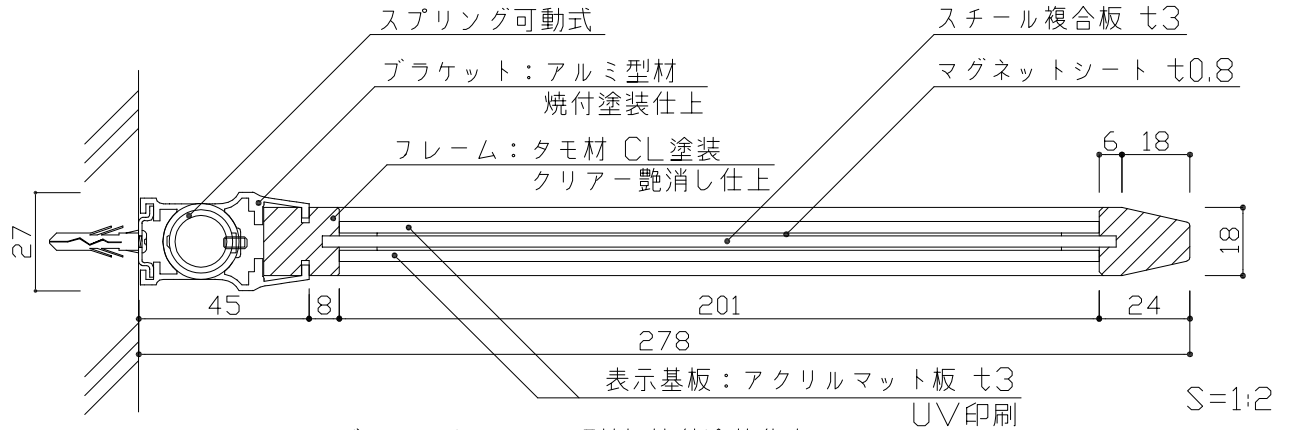 スプリング可動式
スチール複合板 t3
ブラケット：アルミ型材
焼付塗装仕上
マグネットシート t0.8
フレーム：タモ材 CL塗装
クリアー艶消し仕上
6 18
27
18
45 8 201 24
278
表示基板：アクリルマット板 t3
UV印刷
S=1:2